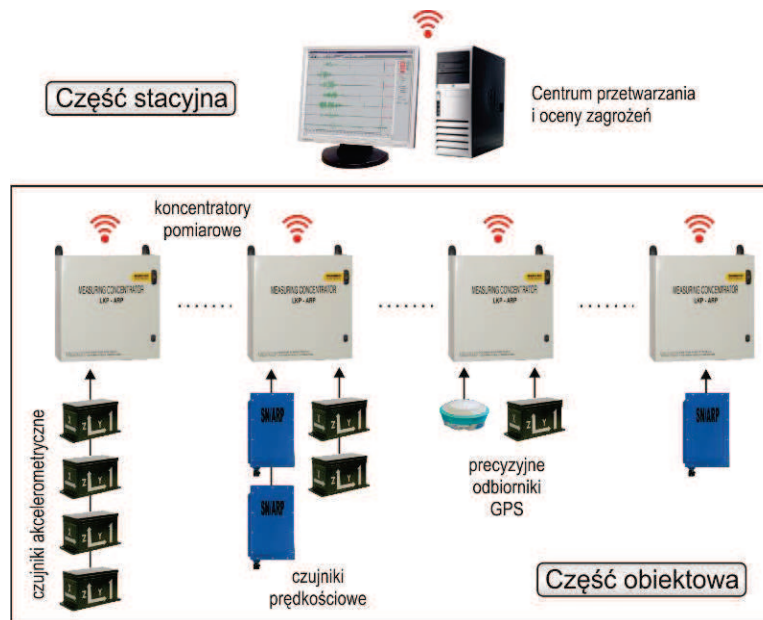 Część stacyjna
Centrum przetwarzania
i oceny zagrożeń
koncentratory
pomiarowe
MEASURING CONCENTRATOR
LKP - ARP
MEASURING CONCENTRATOR
LKP - ARP
MEASURING CONCENTRATOR
LKP - ARP
MEASURING CONCENTRATOR
LKP - ARP
czujniki akcelerometryczne
Z Y
Z Y
Z Y
Z Y
SN/ARP
SN/ARP
Z Y
Z Y
czujniki
prędkościowe
Z Y
precyzyjne
odbiorniki
GPS
SN/ARP
Część obiektowa